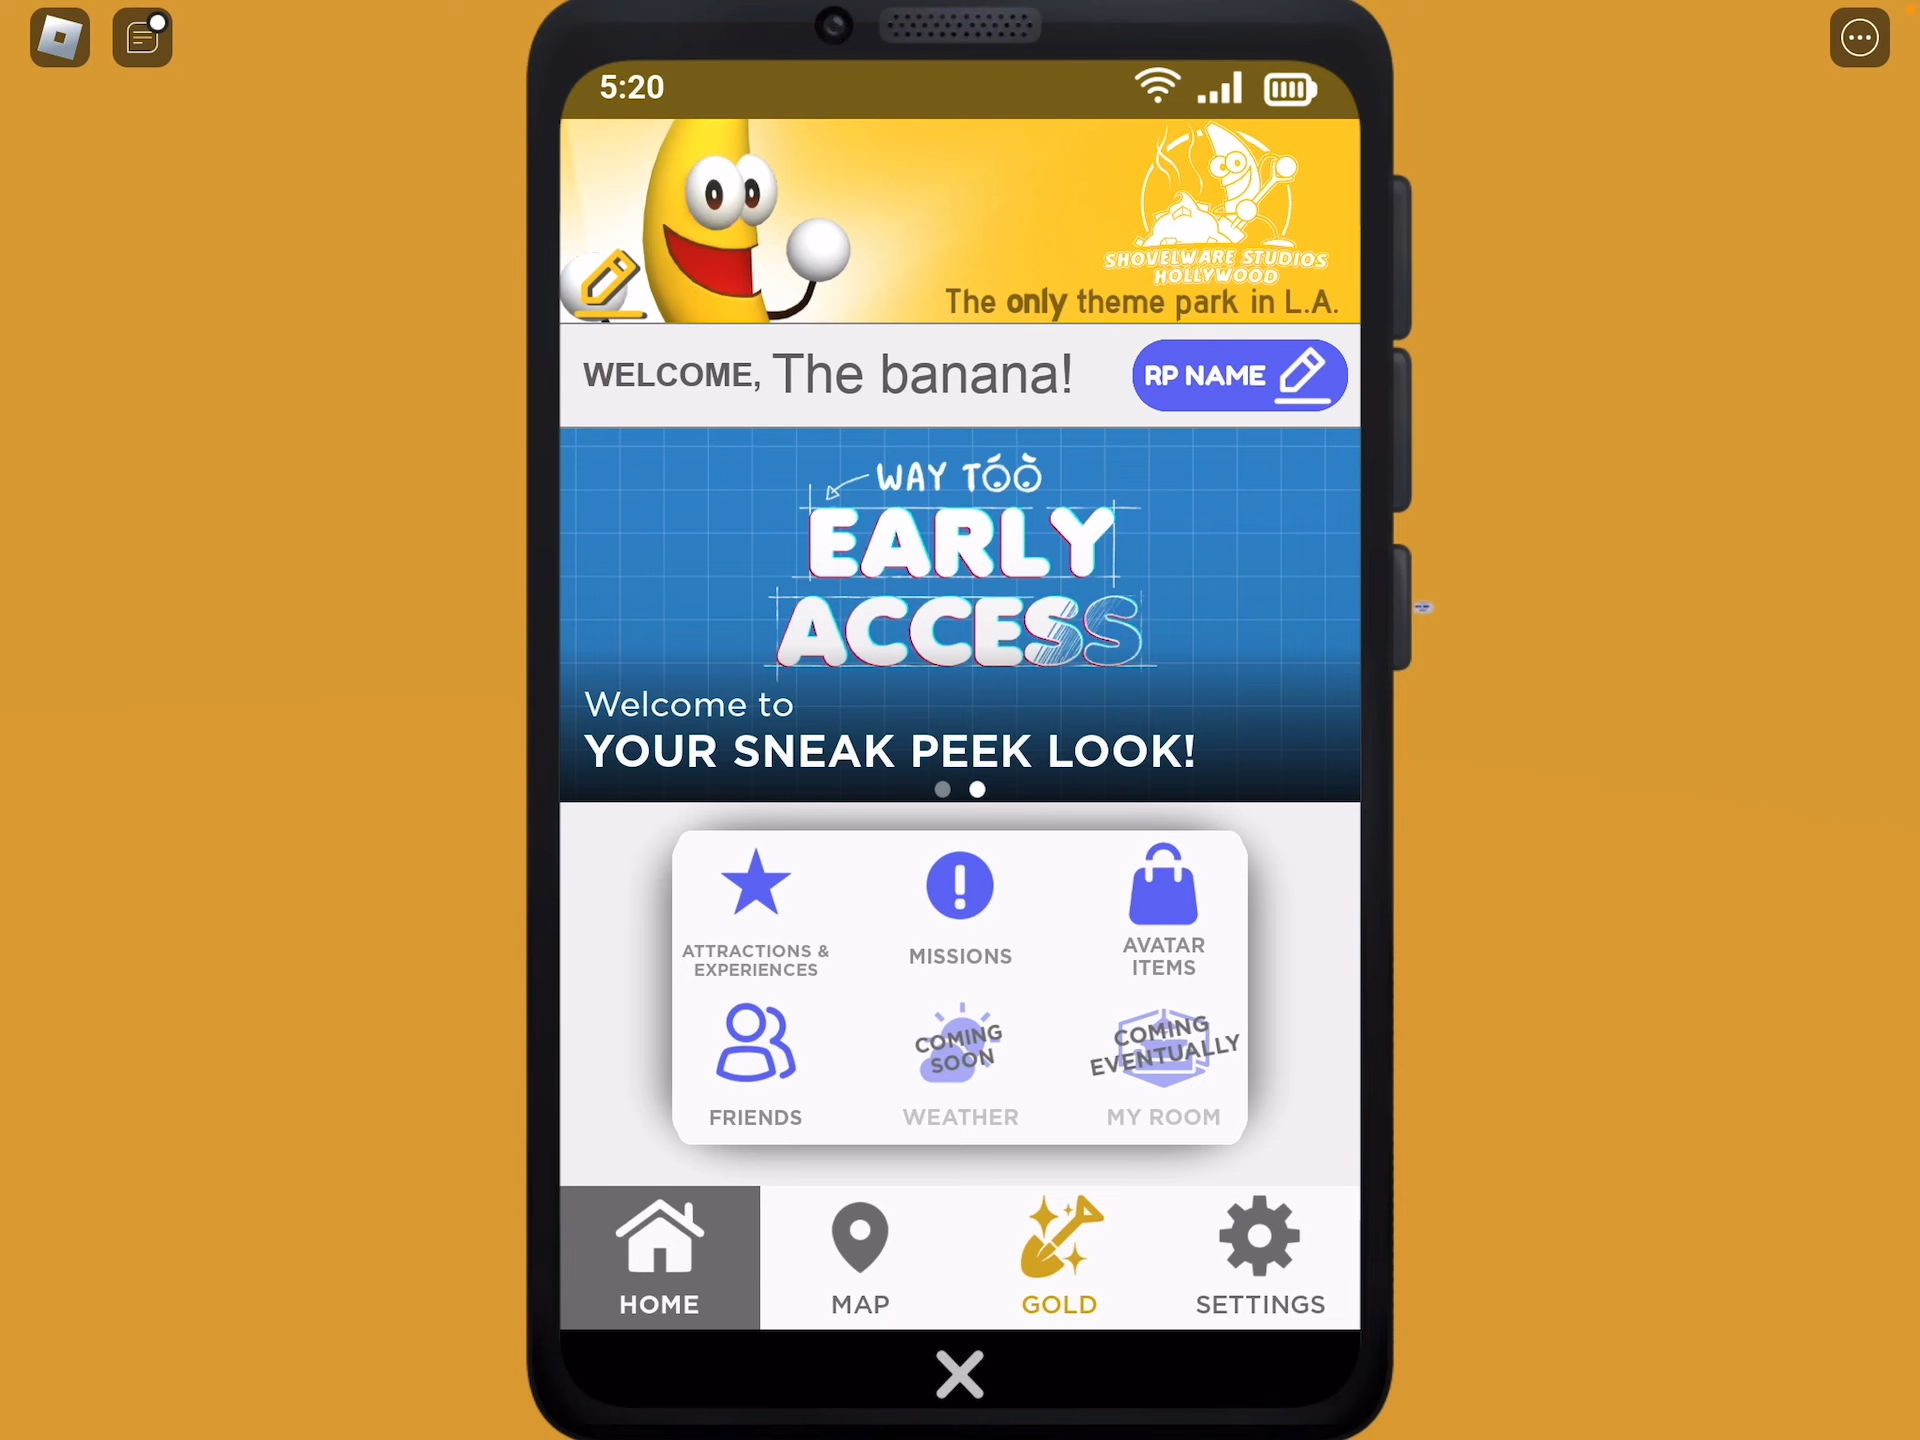 5:20
SHOVELWARE STUDIOS
HOLLYWOOD
The only theme park in L.A.
WELCOME, The banana!
RP NAME
WAY TOO
EARLY
ACCESS
Welcome to
YOUR SNEAK PEEK LOOK!
ATTRACTIONS &
EXPERIENCES
MISSIONS
AVATAR
ITEMS
FRIENDS
COMING
SOON
WEATHER
COMING
EVENTUALLY
MY ROOM
HOME
MAP
GOLD
SETTINGS